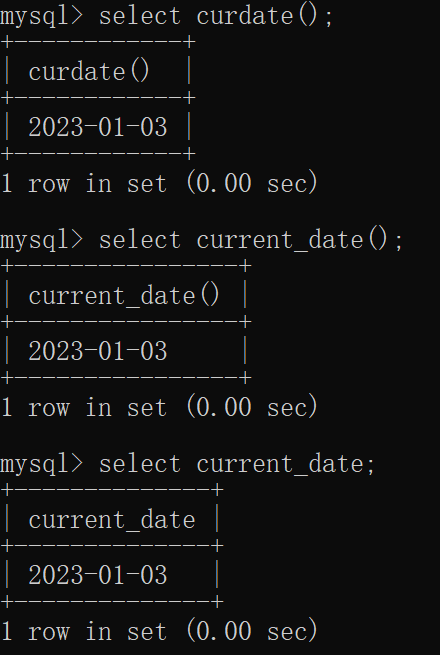 mysql> select curdate();
+------------+
| curdate()  |
+------------+
| 2023-01-03 |
+------------+
1 row in set (0.00 sec)
mysql> select current_date();
+----------------+
| current_date() |
+----------------+
| 2023-01-03     |
+----------------+
1 row in set (0.00 sec)
mysql> select current_date;
+--------------+
| current_date |
+--------------+
| 2023-01-03   |
+--------------+
1 row in set (0.00 sec)